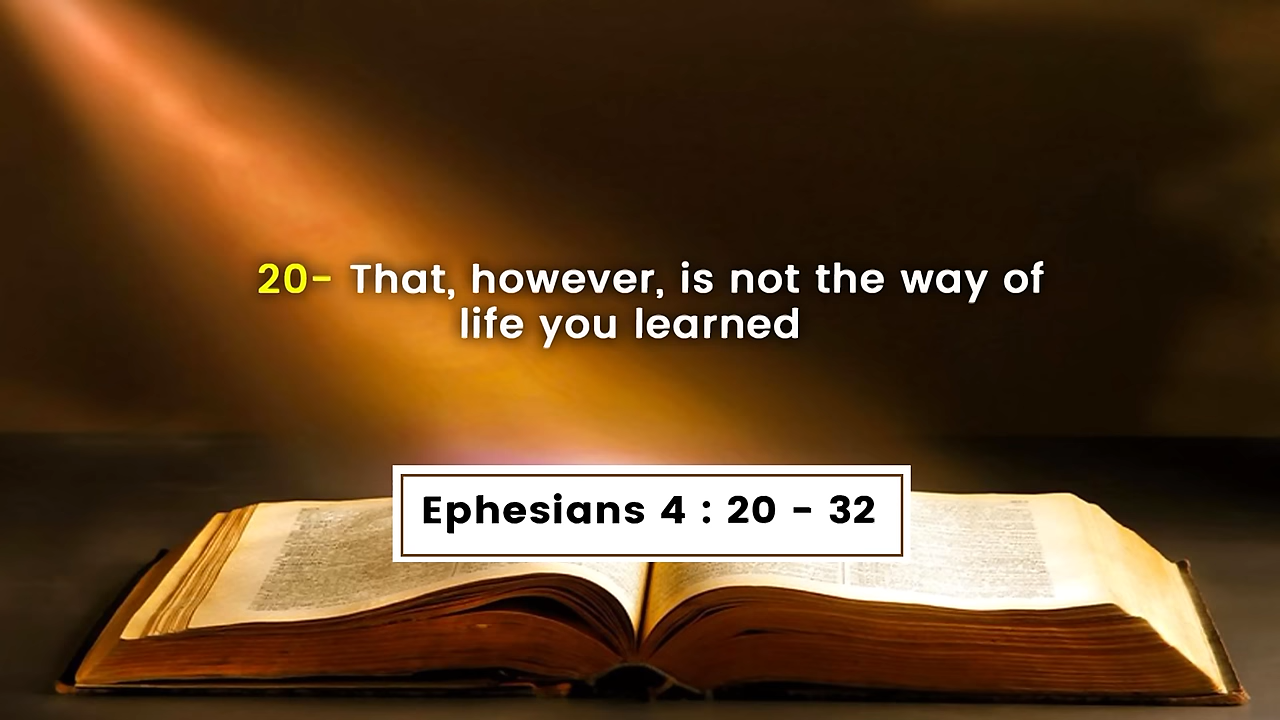 20- That, however, is not the way of
life you learned
Ephesians 4 : 20 - 32